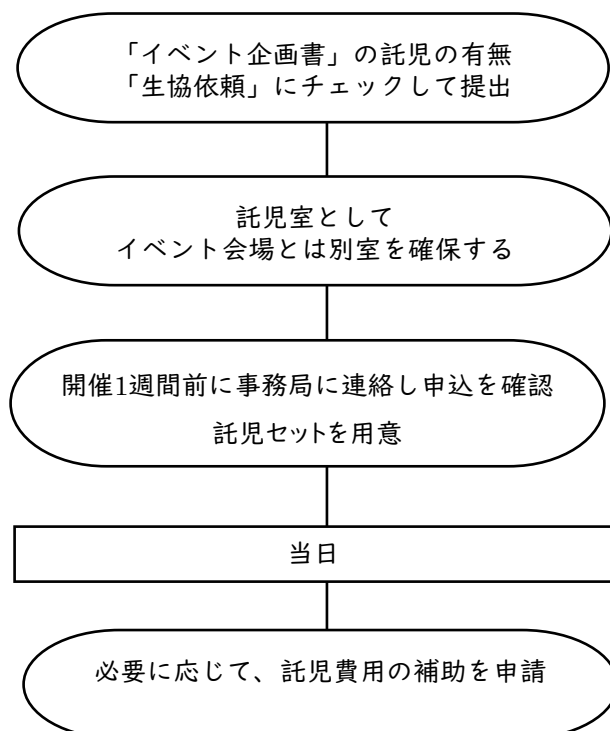 「イベント企画書」の託児の有無
「生協依頼」にチェックして提出
託児室として
イベント会場とは別室を確保する
開催1週間前に事務局に連絡し申込を確認
託児セットを用意
当日
必要に応じて、託児費用の補助を申請